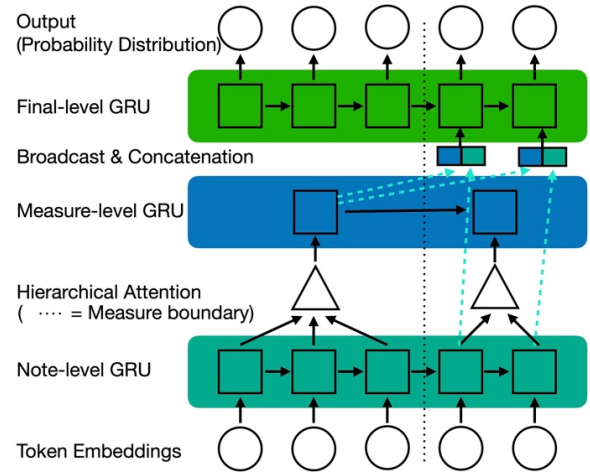 Output
(Probability Distribution)
Final-level GRU
Broadcast & Concatenation
Measure-level GRU
Hierarchical Attention
( ···· = Measure boundary)
Note-level GRU
Token Embeddings